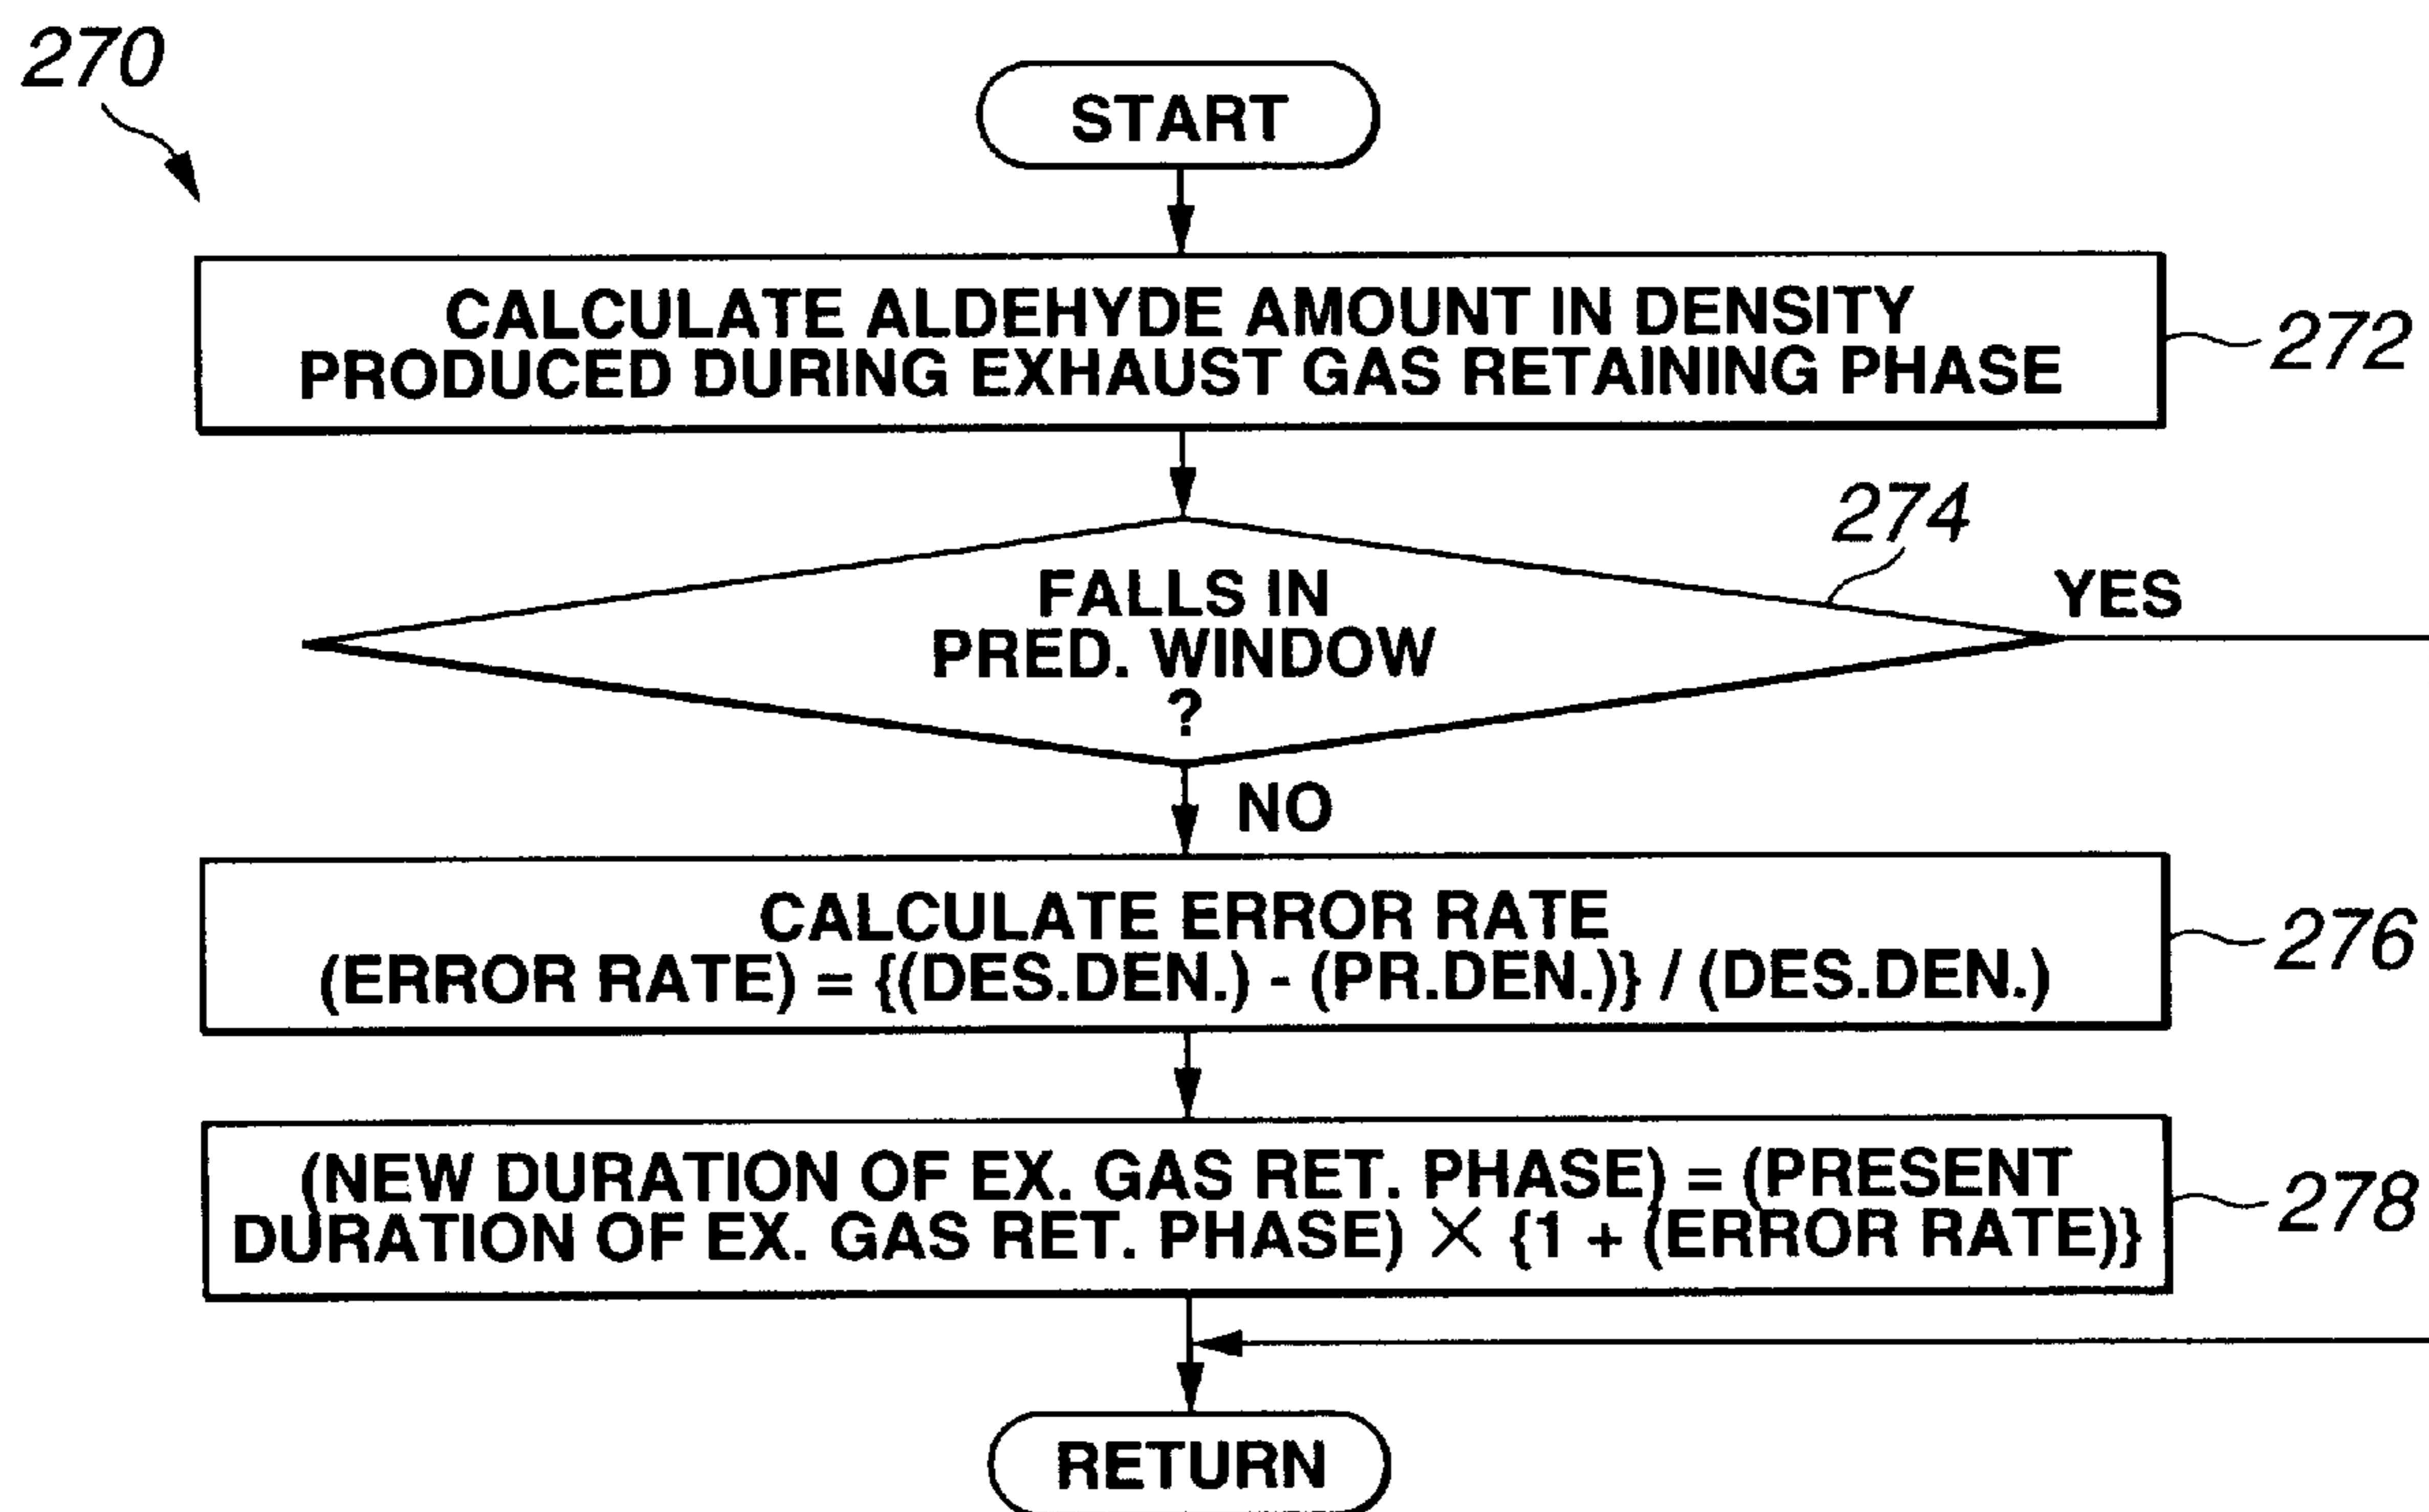 270
START
CALCULATE ALDEHYDE AMOUNT IN DENSITY
PRODUCED DURING EXHAUST GAS RETAINING PHASE
272
274
FALLS IN
PRED. WINDOW
?
YES
NO
CALCULATE ERROR RATE
(ERROR RATE) = {(DES.DEN.) - (PR.DEN.)} / (DES.DEN.)
276
(NEW DURATION OF EX. GAS RET. PHASE) = (PRESENT
DURATION OF EX. GAS RET. PHASE) × {1 + (ERROR RATE)}
278
RETURN